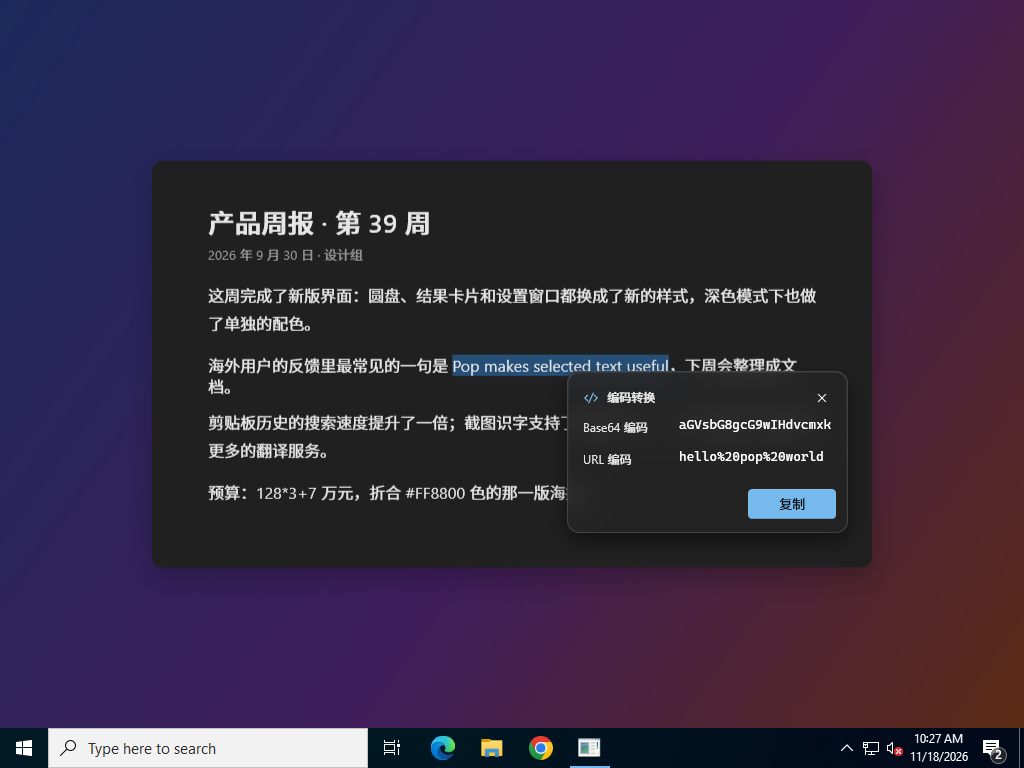 产品周报 · 第 39 周
2026 年 9 月 30 日 · 设计组
这周完成了新版界面：圆盘、结果卡片和设置窗口都换成了新的样式，深色模式下也做
了单独的配色。
海外用户的反馈里最常见的一句是 Pop makes selected text useful，下周会整理成文
档。
剪贴板历史的搜索速度提升了一倍；截图识字支持了
更多的翻译服务。
预算：128*3+7 万元，折合 #FF8800 色的那一版海
编码转换
Base64 编码 aGVsbG8gcG9wIHdvcmxk
URL 编码 hello%20pop%20world
复制
Type here to search
10:27 AM
11/18/2026
2